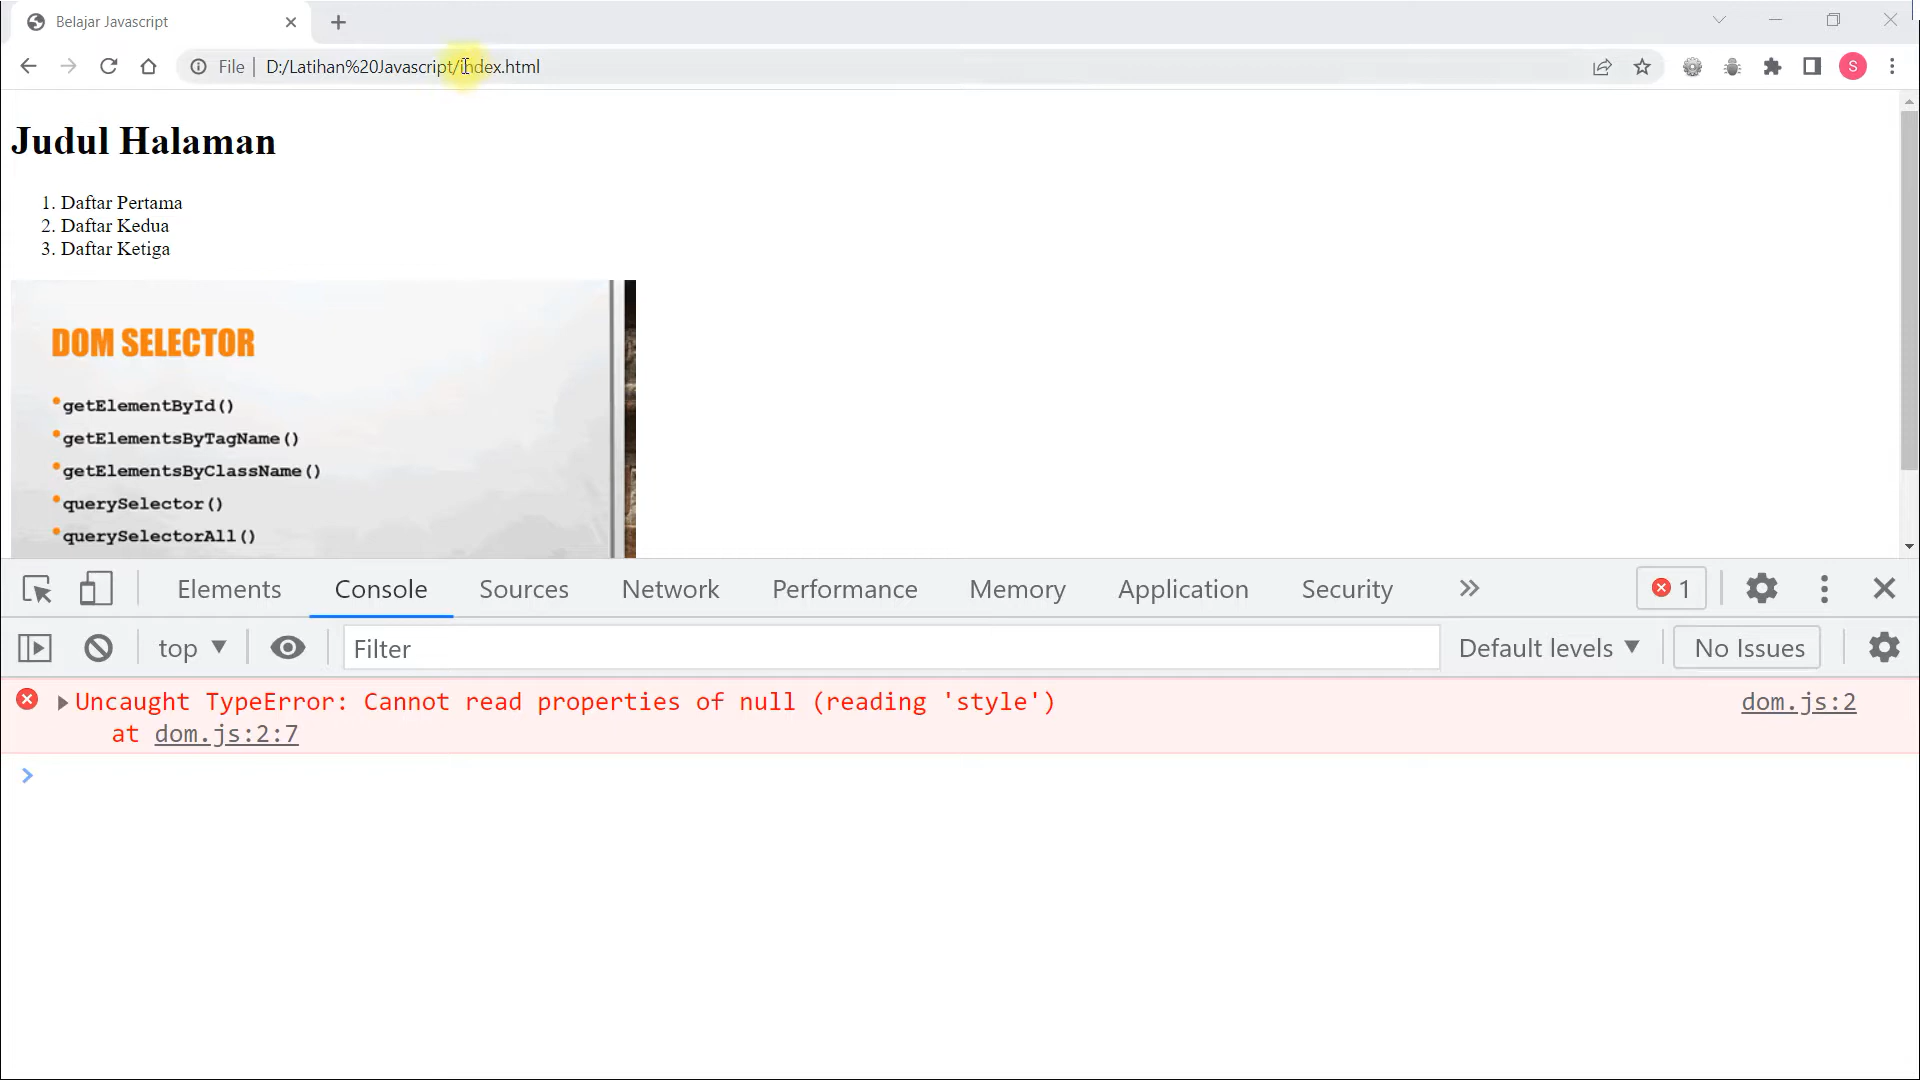 Belajar Javascript
File | D:/Latihan%20Javascript/index.html
S
Judul Halaman
1. Daftar Pertama
2. Daftar Kedua
3. Daftar Ketiga
DOM SELECTOR
•getElementById()
•getElementsByTagName()
•getElementsByClassName()
•querySelector()
•querySelectorAll()
Elements Console Sources Network Performance Memory Application Security » 1
top ▼ Filter Default levels ▼ No Issues
▶Uncaught TypeError: Cannot read properties of null (reading 'style') dom.js:2
at dom.js:2:7
>